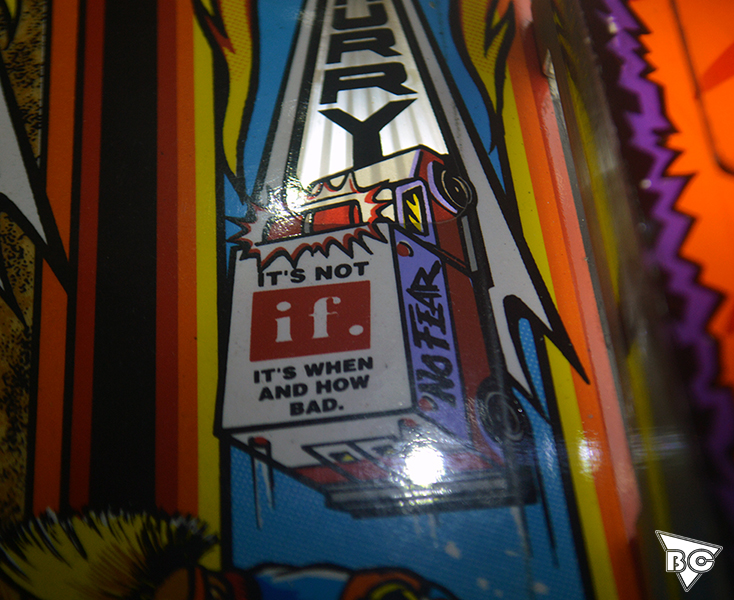 URRY
IT'S NOT
if.
IT'S WHEN
AND HOW
BAD.
NO FEAR
BC